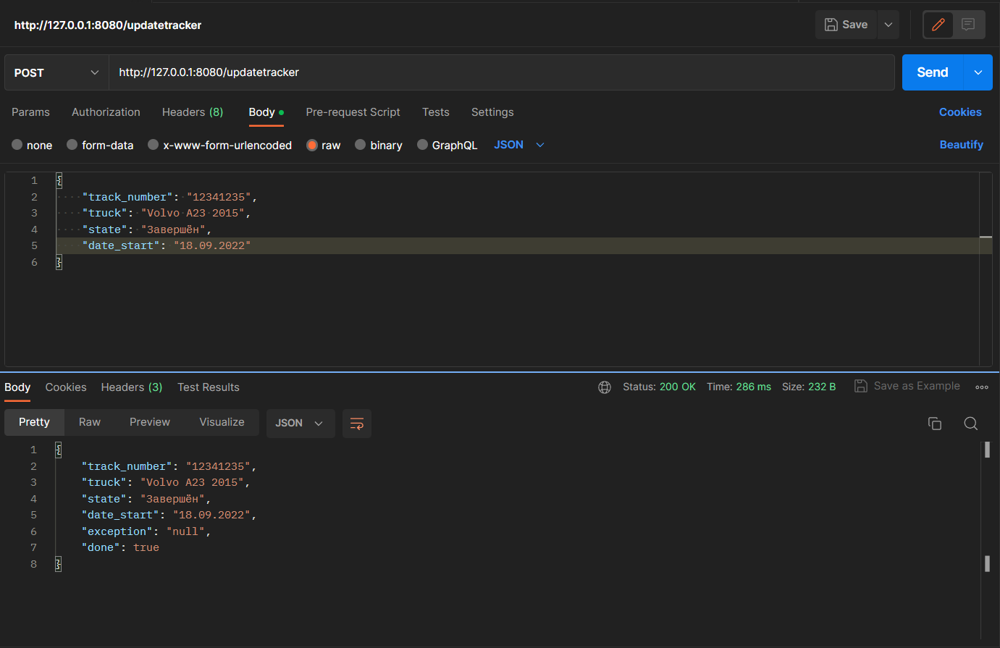 http://127.0.0.1:8080/updatetracker
Save
POST
http://127.0.0.1:8080/updatetracker
Send
Params Authorization Headers (8) Body Pre-request Script Tests Settings Cookies
none form-data x-www-form-urlencoded raw binary GraphQL JSON Beautify
1 {
2 "track_number": "12341235",
3 "truck": "Volvo A23 2015",
4 "state": "Завершён",
5 "date_start": "18.09.2022"
6 }
Body Cookies Headers (3) Test Results Status: 200 OK Time: 286 ms Size: 232 B Save as Example
Pretty Raw Preview Visualize JSON
1 {
2 "track_number": "12341235",
3 "truck": "Volvo A23 2015",
4 "state": "Завершён",
5 "date_start": "18.09.2022",
6 "exception": "null",
7 "done": true
8 }